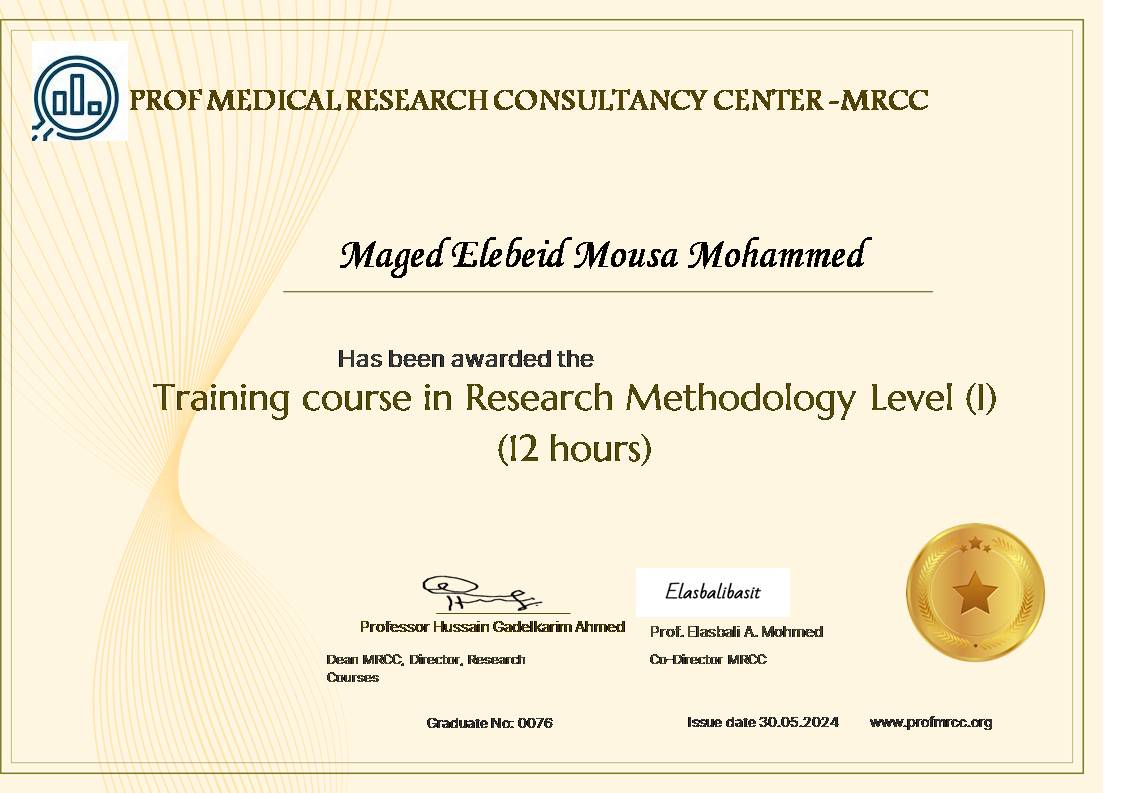 PROF MEDICAL RESEARCH CONSULTANCY CENTER -MRCC
Maged Elebeid Mousa Mohammed
Has been awarded the
Training course in Research Methodology Level (I)
(12 hours)
Elasbalibasit
Professor Hussain Gadelkarim Ahmed
Prof. Elasbali A. Mohmed
Dean MRCC, Director, Research
Courses
Co-Director MRCC
Graduate No: 0076
Issue date 30.05.2024
www.profmrcc.org